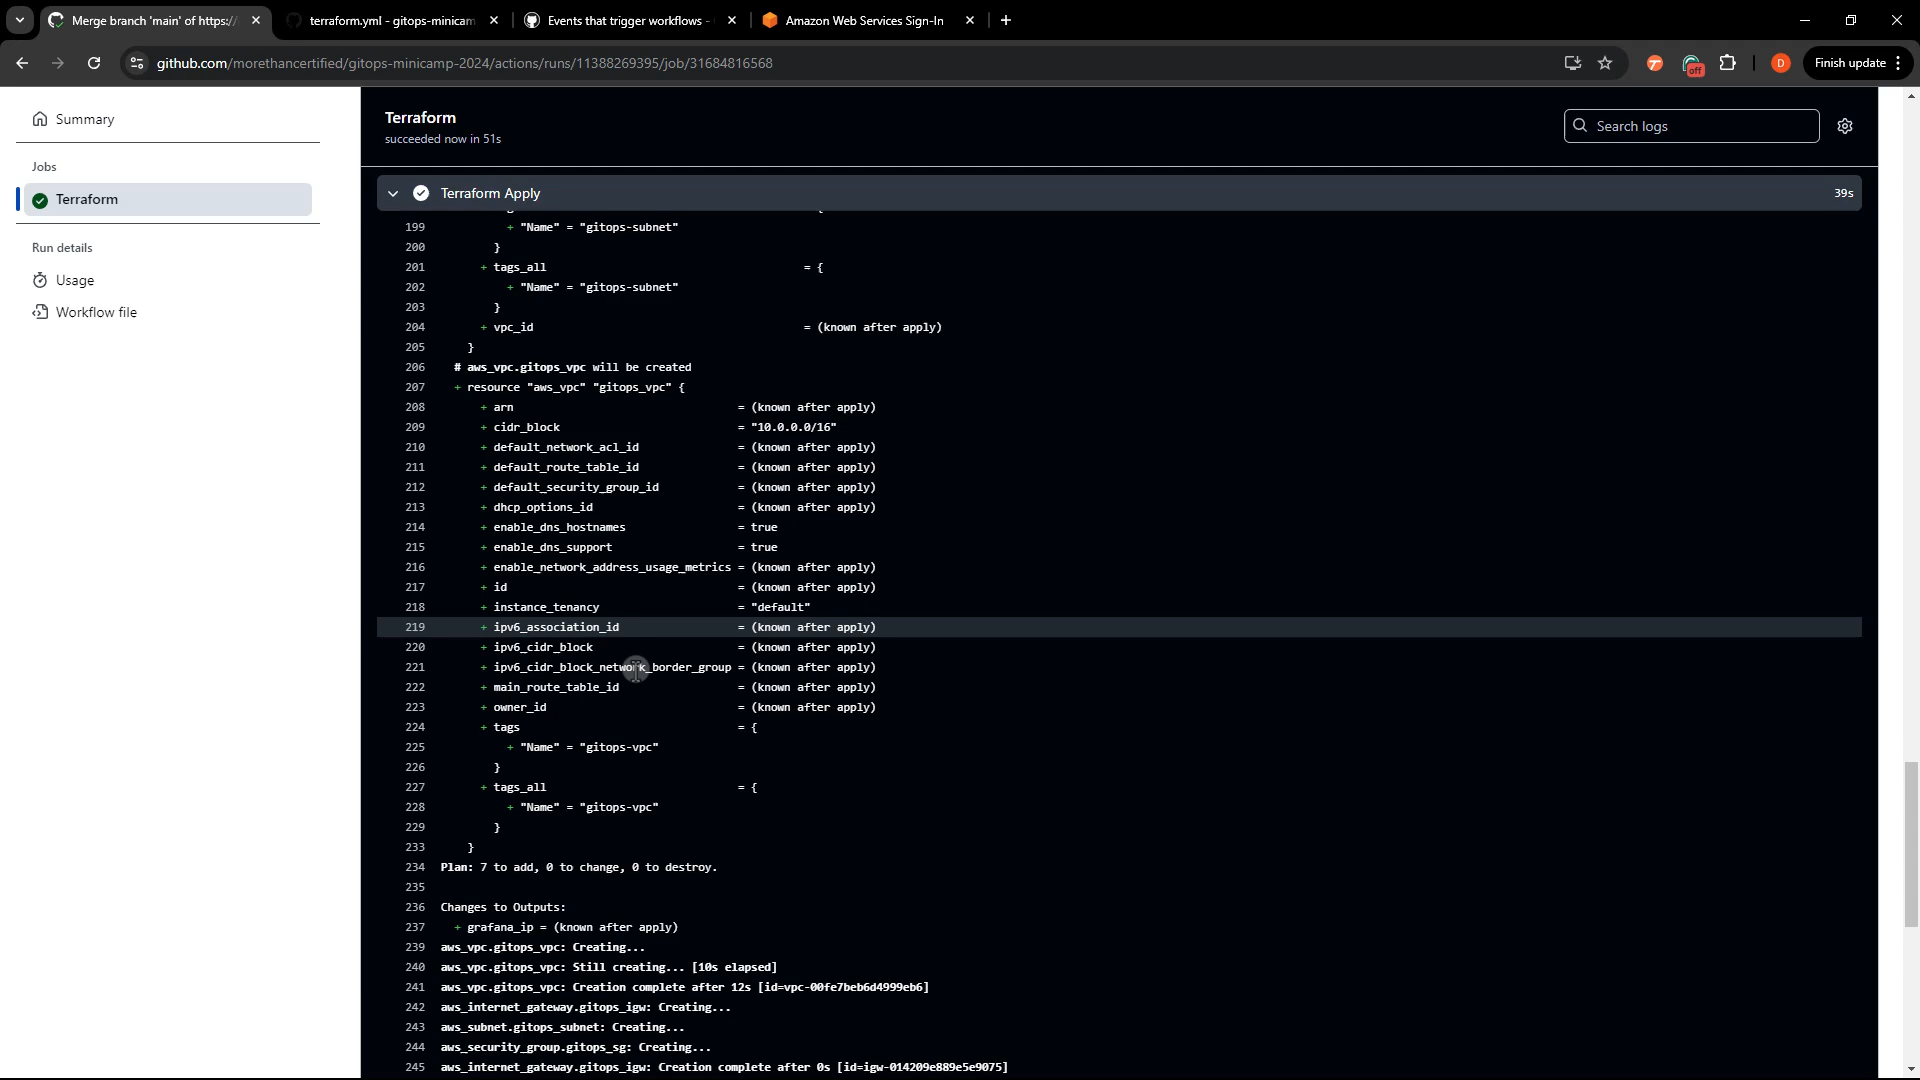 Merge branch 'main' of https://
terraform.yml - gitops-minicam
Events that trigger workflows -
Amazon Web Services Sign-In
github.com/morethancertified/gitops-minicamp-2024/actions/runs/11388269395/job/31684816568
off
D
Finish update
Summary
Jobs
Terraform
Run details
Usage
Workflow file
Terraform
succeeded now in 51s
Search logs
Terraform Apply
39s
199 + "Name" = "gitops-subnet"
200 }
201 + tags_all = {
202 + "Name" = "gitops-subnet"
203 }
204 + vpc_id = (known after apply)
205 }
206 # aws_vpc.gitops_vpc will be created
207 + resource "aws_vpc" "gitops_vpc" {
208 + arn = (known after apply)
209 + cidr_block = "10.0.0.0/16"
210 + default_network_acl_id = (known after apply)
211 + default_route_table_id = (known after apply)
212 + default_security_group_id = (known after apply)
213 + dhcp_options_id = (known after apply)
214 + enable_dns_hostnames = true
215 + enable_dns_support = true
216 + enable_network_address_usage_metrics = (known after apply)
217 + id = (known after apply)
218 + instance_tenancy = "default"
219 + ipv6_association_id = (known after apply)
220 + ipv6_cidr_block = (known after apply)
221 + ipv6_cidr_block_network_border_group = (known after apply)
222 + main_route_table_id = (known after apply)
223 + owner_id = (known after apply)
224 + tags = {
225 + "Name" = "gitops-vpc"
226 }
227 + tags_all = {
228 + "Name" = "gitops-vpc"
229 }
233 }
234 Plan: 7 to add, 0 to change, 0 to destroy.
235
236 Changes to Outputs:
237 + grafana_ip = (known after apply)
239 aws_vpc.gitops_vpc: Creating...
240 aws_vpc.gitops_vpc: Still creating... [10s elapsed]
241 aws_vpc.gitops_vpc: Creation complete after 12s [id=vpc-00fe7beb6d4999eb6]
242 aws_internet_gateway.gitops_igw: Creating...
243 aws_subnet.gitops_subnet: Creating...
244 aws_security_group.gitops_sg: Creating...
245 aws_internet_gateway.gitops_igw: Creation complete after 0s [id=igw-014209e889e5e9075]